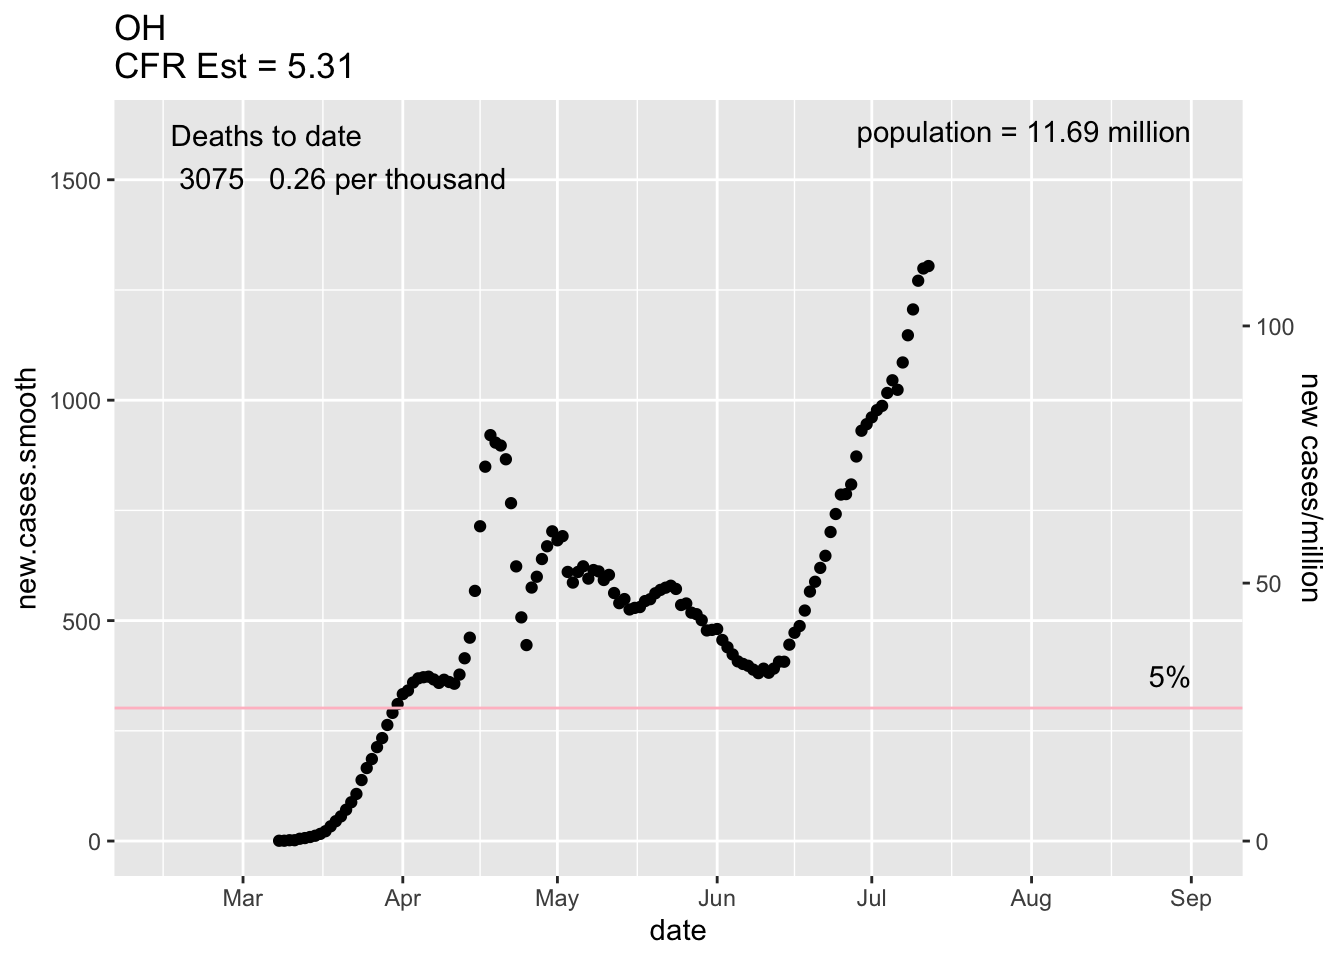 OH
CFR Est = 5.31
Deaths to date
population = 11.69 million
3075 0.26 per thousand
1500
1000
500
0
new.cases.smooth
100
50
0
new cases/million
5%
Mar Apr May Jun Jul Aug Sep
date